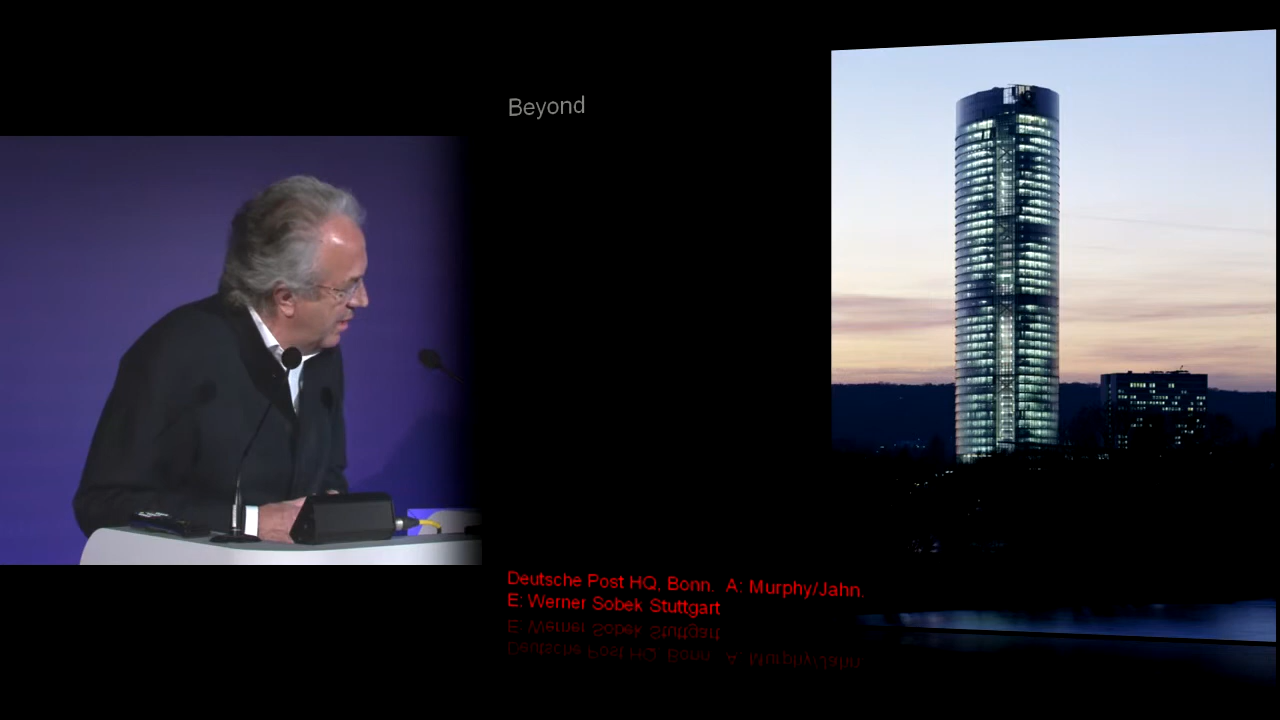 Beyond
Deutsche Post HQ, Bonn.  A: Murphy/Jahn.
E: Werner Sobek Stuttgart